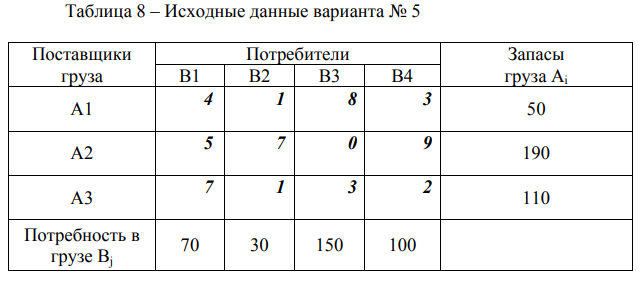 Таблица 8 – Исходные данные варианта № 5
Поставщики груза Потребители Запасы груза Ai
B1 B2 B3 B4
A1 4 1 8 3 50
A2 5 7 0 9 190
A3 7 1 3 2 110
Потребность в грузе Bj 70 30 150 100